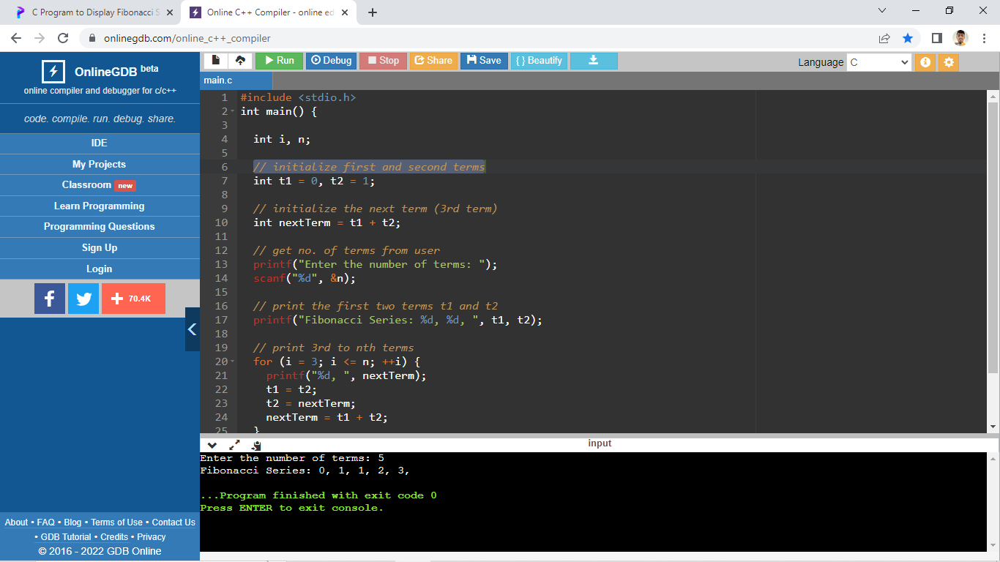 C Program to Display Fibonacci S
Online C++ Compiler - online ed
onlinegdb.com/online_c++_compiler
OnlineGDB beta
online compiler and debugger for c/c++
code. compile. run. debug. share.
IDE
My Projects
Classroom new
Learn Programming
Programming Questions
Sign Up
Login
70.4K
About • FAQ • Blog • Terms of Use • Contact Us
• GDB Tutorial • Credits • Privacy
© 2016 - 2022 GDB Online
Run Debug Stop Share Save { } Beautify
Language C
main.c
1 #include <stdio.h>
2 int main() {
3
4 int i, n;
5
6 // initialize first and second terms
7 int t1 = 0, t2 = 1;
8
9 // initialize the next term (3rd term)
10 int nextTerm = t1 + t2;
11
12 // get no. of terms from user
13 printf("Enter the number of terms: ");
14 scanf("%d", &n);
15
16 // print the first two terms t1 and t2
17 printf("Fibonacci Series: %d, %d, ", t1, t2);
18
19 // print 3rd to nth terms
20 for (i = 3; i <= n; ++i) {
21 printf("%d, ", nextTerm);
22 t1 = t2;
23 t2 = nextTerm;
24 nextTerm = t1 + t2;
25 }
input
Enter the number of terms: 5
Fibonacci Series: 0, 1, 1, 2, 3,
...Program finished with exit code 0
Press ENTER to exit console.